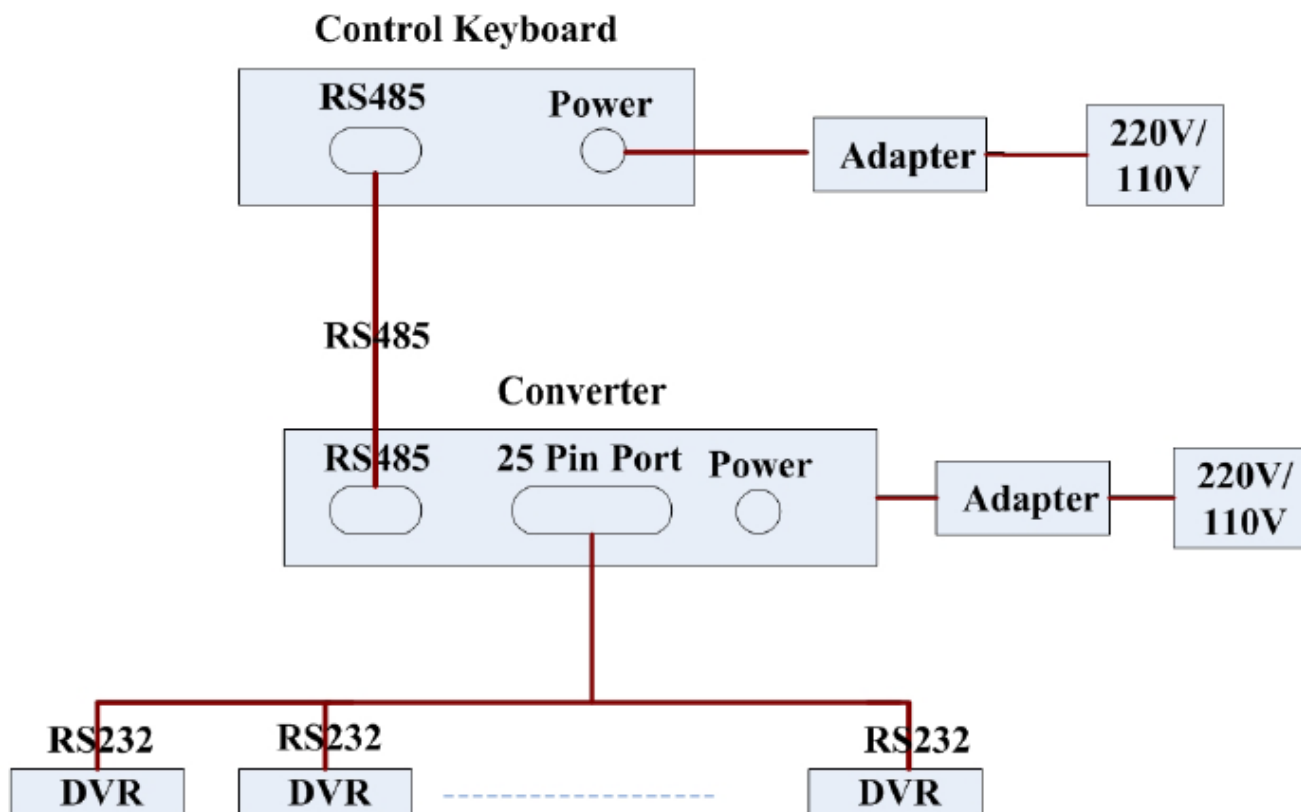 Control Keyboard
RS485
Power
Adapter
220V/
110V
RS485
Converter
RS485
25 Pin Port
Power
Adapter
220V/
110V
RS232
RS232
RS232
DVR
DVR
DVR